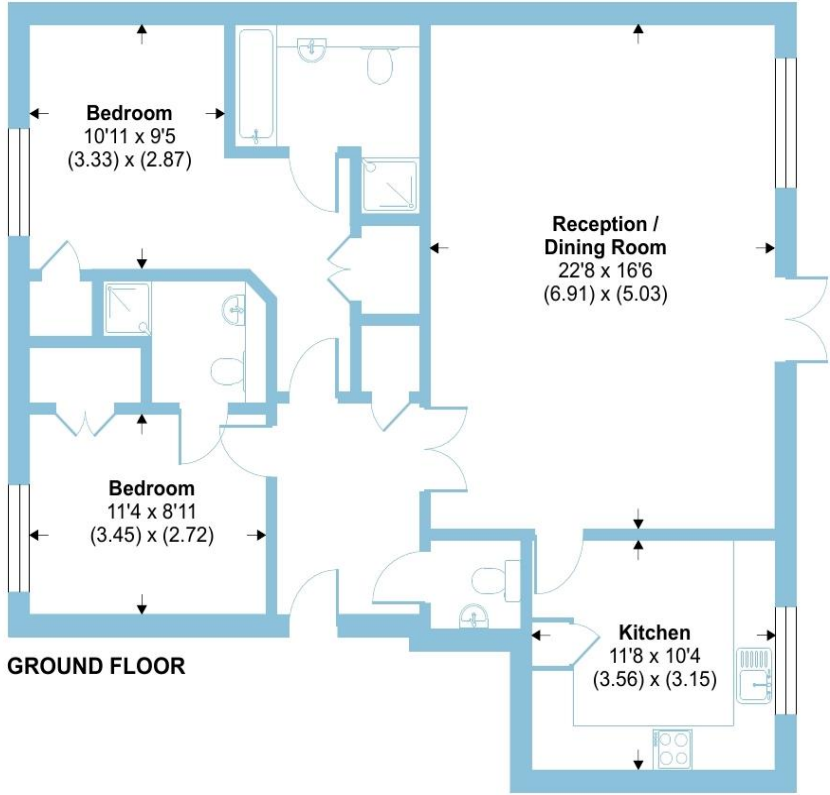 Bedroom
10'11 x 9'5
(3.33) x (2.87)
Reception /
Dining Room
22'8 x 16'6
(6.91) x (5.03)
Bedroom
11'4 x 8'11
(3.45) x (2.72)
Kitchen
11'8 x 10'4
(3.56) x (3.15)
GROUND FLOOR